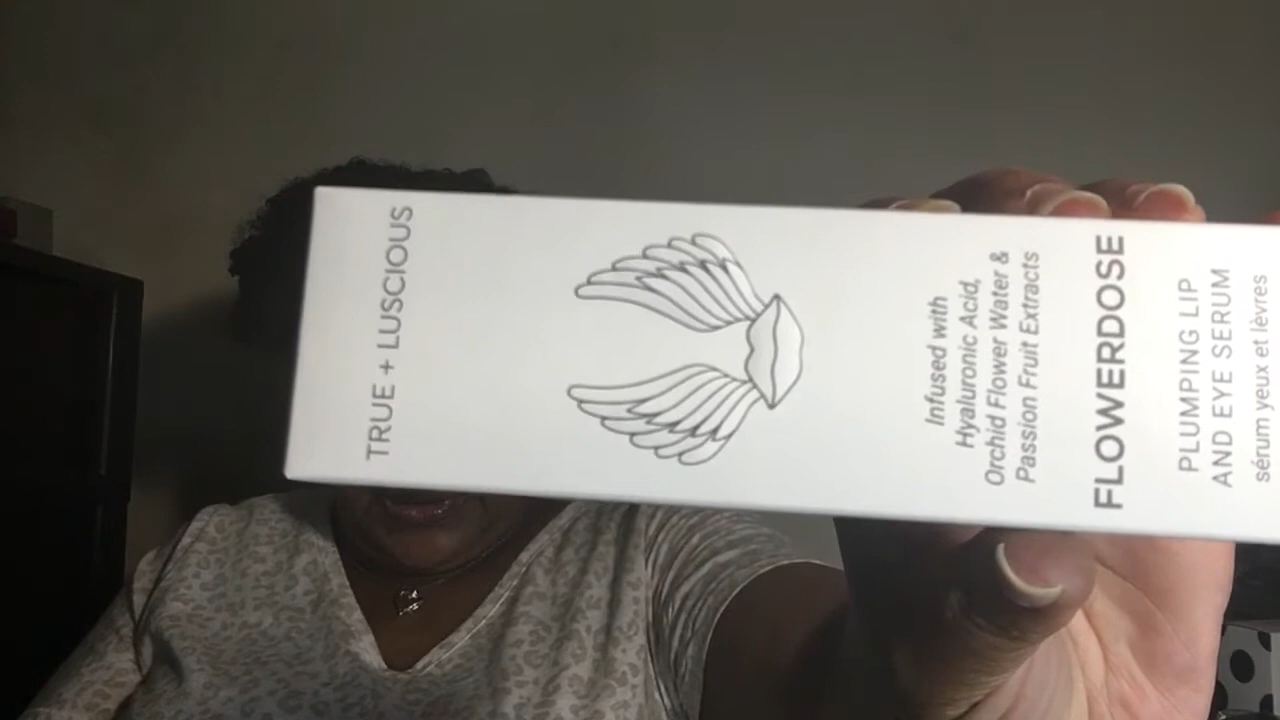 TRUE + LUSCIOUS
Infused with
Hyaluronic Acid,
Orchid Flower Water &
Passion Fruit Extracts
FLOWERDOSE
PLUMPING LIP
AND EYE SERUM
sérum yeux et lèvres